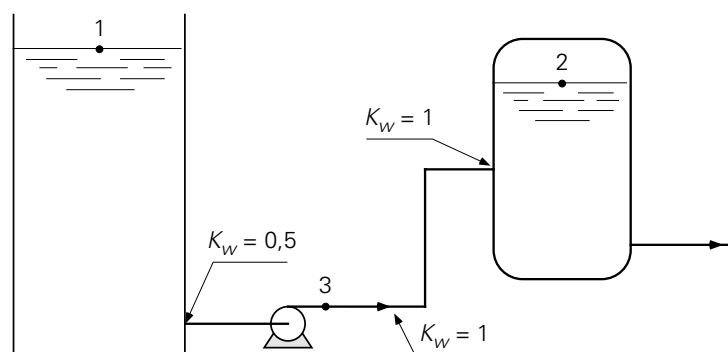 1
2
K_w = 1
K_w = 0,5
3
K_w = 1